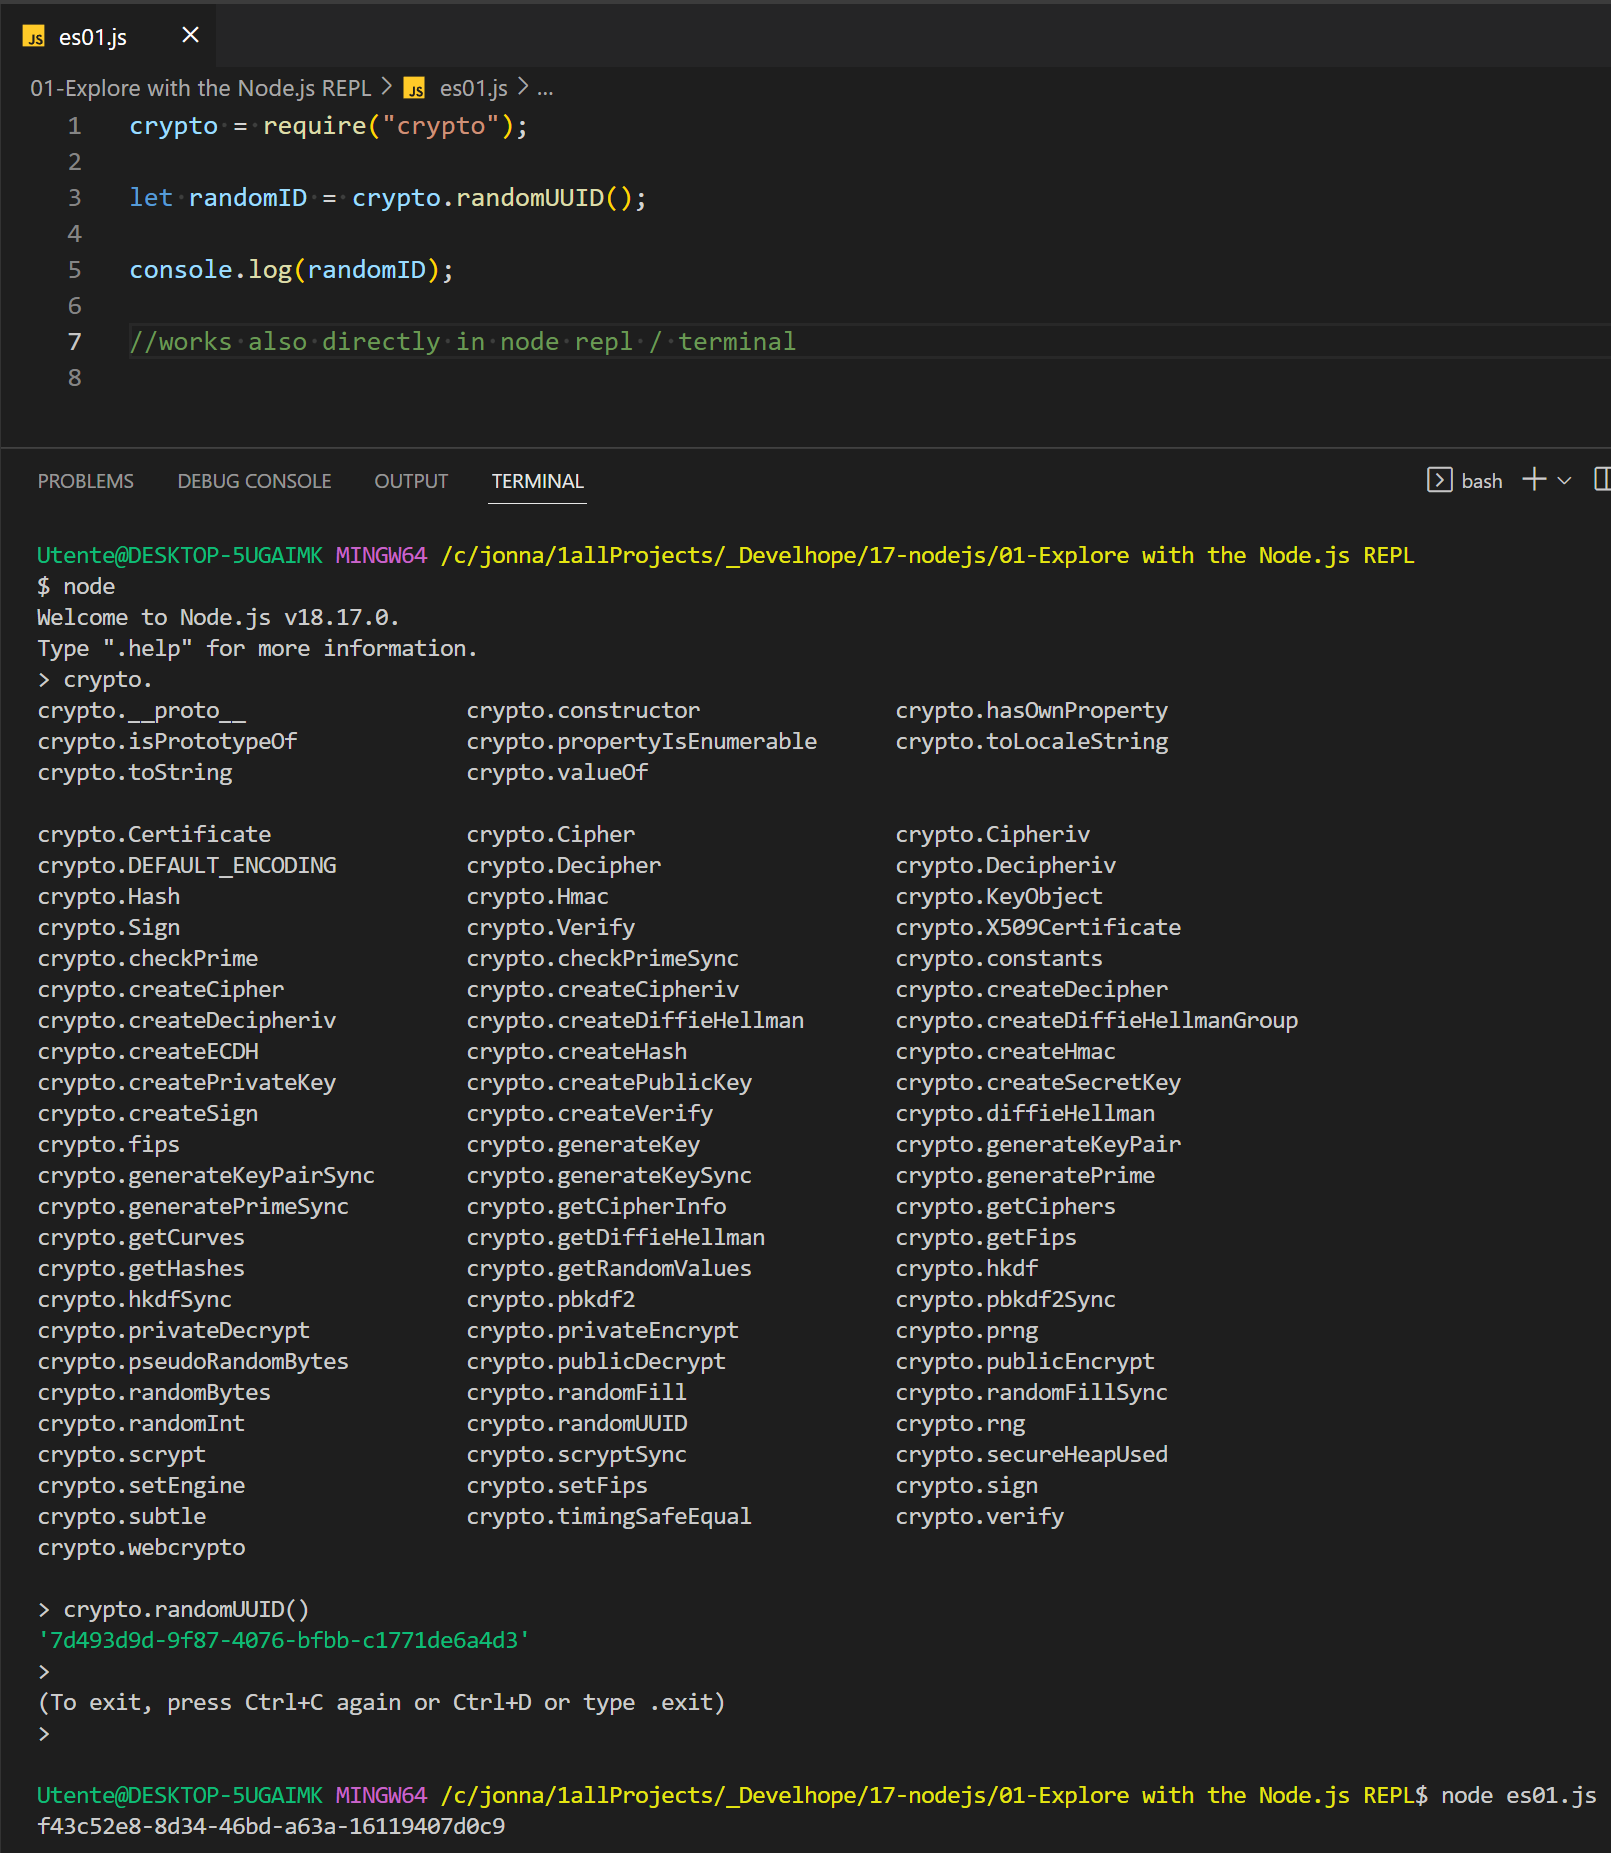 JS es01.js
01-Explore with the Node.js REPL > JS es01.js > ...
1 crypto = require("crypto");
2
3 let randomID = crypto.randomUUID();
4
5 console.log(randomID);
6
7 //works also directly in node repl / terminal
8
PROBLEMS DEBUG CONSOLE OUTPUT TERMINAL bash
Utente@DESKTOP-5UGAIMK MINGW64 /c/jonna/1allProjects/_Develhope/17-nodejs/01-Explore with the Node.js REPL
$ node
Welcome to Node.js v18.17.0.
Type ".help" for more information.
> crypto.
crypto.__proto__ crypto.constructor crypto.hasOwnProperty
crypto.isPrototypeOf crypto.propertyIsEnumerable crypto.toLocaleString
crypto.toString crypto.valueOf
crypto.Certificate crypto.Cipher crypto.Cipheriv
crypto.DEFAULT_ENCODING crypto.Decipher crypto.Decipheriv
crypto.Hash crypto.Hmac crypto.KeyObject
crypto.Sign crypto.Verify crypto.X509Certificate
crypto.checkPrime crypto.checkPrimeSync crypto.constants
crypto.createCipher crypto.createCipheriv crypto.createDecipher
crypto.createDecipheriv crypto.createDiffieHellman crypto.createDiffieHellmanGroup
crypto.createECDH crypto.createHash crypto.createHmac
crypto.createPrivateKey crypto.createPublicKey crypto.createSecretKey
crypto.createSign crypto.createVerify crypto.diffieHellman
crypto.fips crypto.generateKey crypto.generateKeyPair
crypto.generateKeyPairSync crypto.generateKeySync crypto.generatePrime
crypto.generatePrimeSync crypto.getCipherInfo crypto.getCiphers
crypto.getCurves crypto.getDiffieHellman crypto.getFips
crypto.getHashes crypto.getRandomValues crypto.hkdf
crypto.hkdfSync crypto.pbkdf2 crypto.pbkdf2Sync
crypto.privateDecrypt crypto.privateEncrypt crypto.prng
crypto.pseudoRandomBytes crypto.publicDecrypt crypto.publicEncrypt
crypto.randomBytes crypto.randomFill crypto.randomFillSync
crypto.randomInt crypto.randomUUID crypto.rng
crypto.scrypt crypto.scryptSync crypto.secureHeapUsed
crypto.setEngine crypto.setFips crypto.sign
crypto.subtle crypto.timingSafeEqual crypto.verify
crypto.webcrypto
> crypto.randomUUID()
'7d493d9d-9f87-4076-bfbb-c1771de6a4d3'
>
(To exit, press Ctrl+C again or Ctrl+D or type .exit)
>
Utente@DESKTOP-5UGAIMK MINGW64 /c/jonna/1allProjects/_Develhope/17-nodejs/01-Explore with the Node.js REPL$ node es01.js
f43c52e8-8d34-46bd-a63a-16119407d0c9